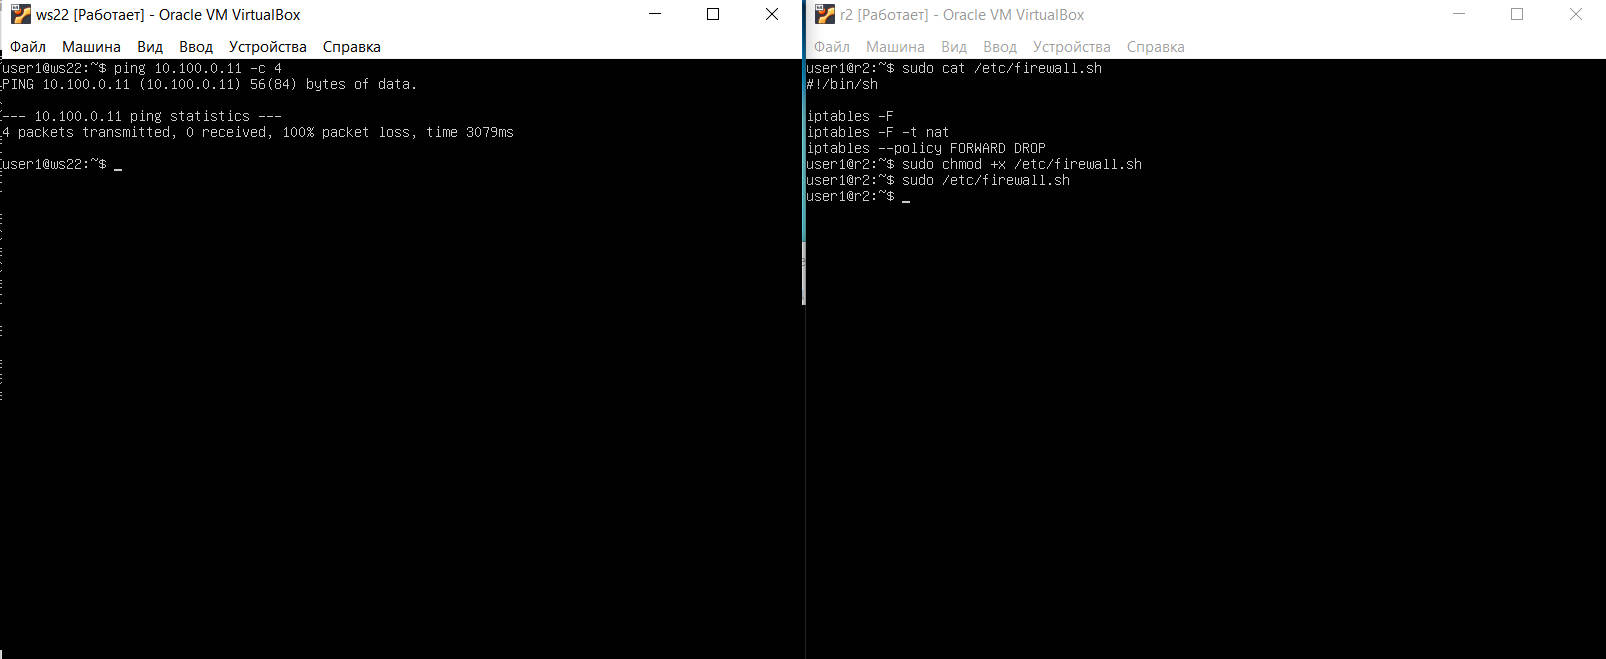 ws22 [Работает] - Oracle VM VirtualBox
Файл Машина Вид Ввод Устройства Справка
user1@ws22:~$ ping 10.100.0.11 -c 4
PING 10.100.0.11 (10.100.0.11) 56(84) bytes of data.
--- 10.100.0.11 ping statistics ---
4 packets transmitted, 0 received, 100% packet loss, time 3079ms
user1@ws22:~$ _
r2 [Работает] - Oracle VM VirtualBox
Файл Машина Вид Ввод Устройства Справка
user1@r2:~$ sudo cat /etc/firewall.sh
#!/bin/sh
iptables -F
iptables -F -t nat
iptables --policy FORWARD DROP
user1@r2:~$ sudo chmod +x /etc/firewall.sh
user1@r2:~$ sudo /etc/firewall.sh
user1@r2:~$ _